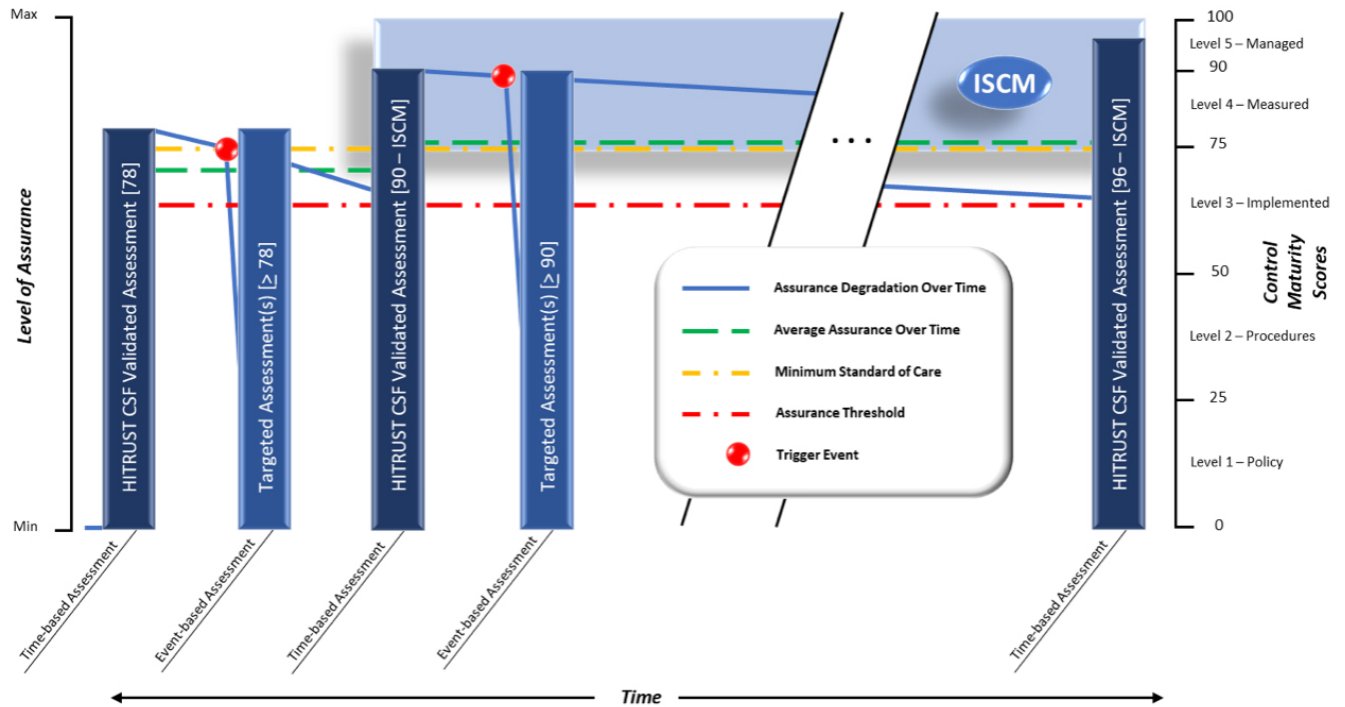 Max
Level of Assurance
Min
HITRUST CSF Validated Assessment [78]
Targeted Assessment(s) [≥ 78]
HITRUST CSF Validated Assessment [90 – ISCM]
Targeted Assessment(s) [≥ 90]
ISCM
...
HITRUST CSF Validated Assessment [96 – ISCM]
100
Level 5 – Managed
90
Level 4 – Measured
75
Level 3 – Implemented
50
Control
Maturity
Scores
Level 2 – Procedures
25
Level 1 – Policy
0
Assurance Degradation Over Time
Average Assurance Over Time
Minimum Standard of Care
Assurance Threshold
Trigger Event
Time-based Assessment
Event-based Assessment
Time-based Assessment
Event-based Assessment
Time-based Assessment
Time